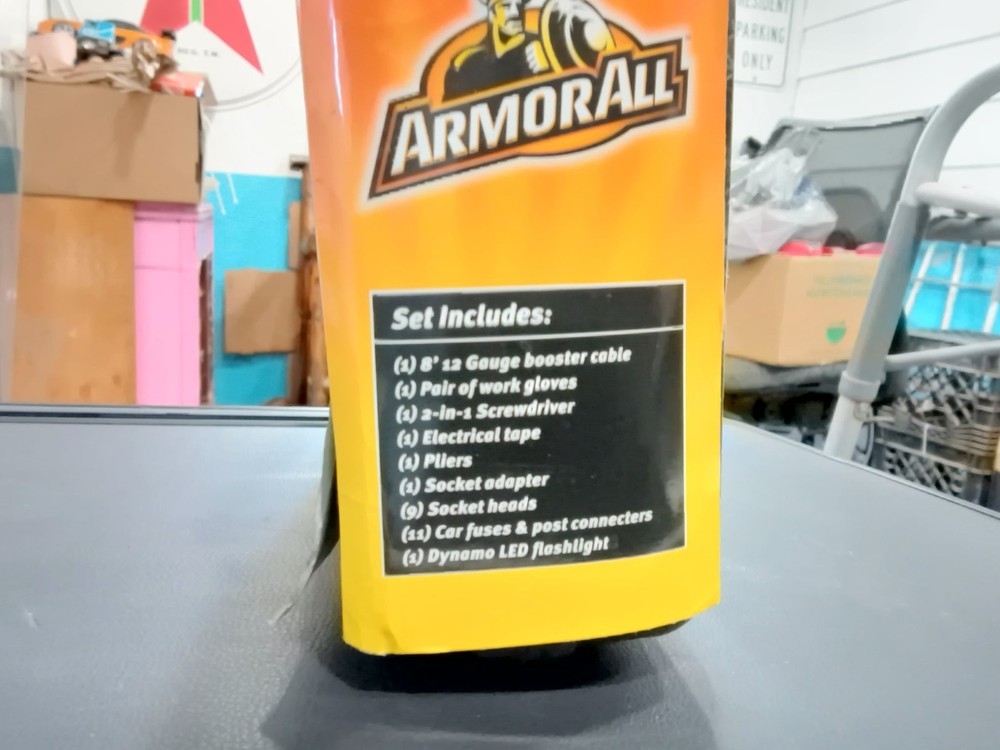 REG. T.M.
RESIDENT
PARKING
ONLY
ARMORALL
Set Includes:
(1) 8' 12 Gauge booster cable
(1) Pair of work gloves
(1) 2-in-1 Screwdriver
(1) Electrical tape
(1) Pliers
(1) Socket adapter
(9) Socket heads
(11) Car fuses & post connecters
(1) Dynamo LED flashlight